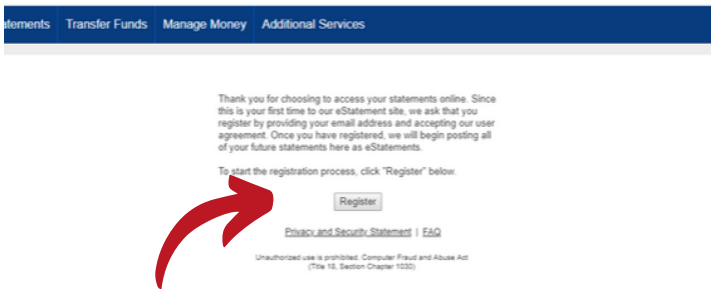 atements Transfer Funds Manage Money Additional Services
Thank you for choosing to access your statements online. Since
this is your first time to our eStatement site, we ask that you
register by providing your email address and accepting our user
agreement. Once you have registered, we will begin posting all
of your future statements here as eStatements.
To start the registration process, click "Register" below.
Register
Privacy and Security Statement | FAQ
Unauthorized use is prohibited. Computer Fraud and Abuse Act
(Title 18, Section Chapter 1030)